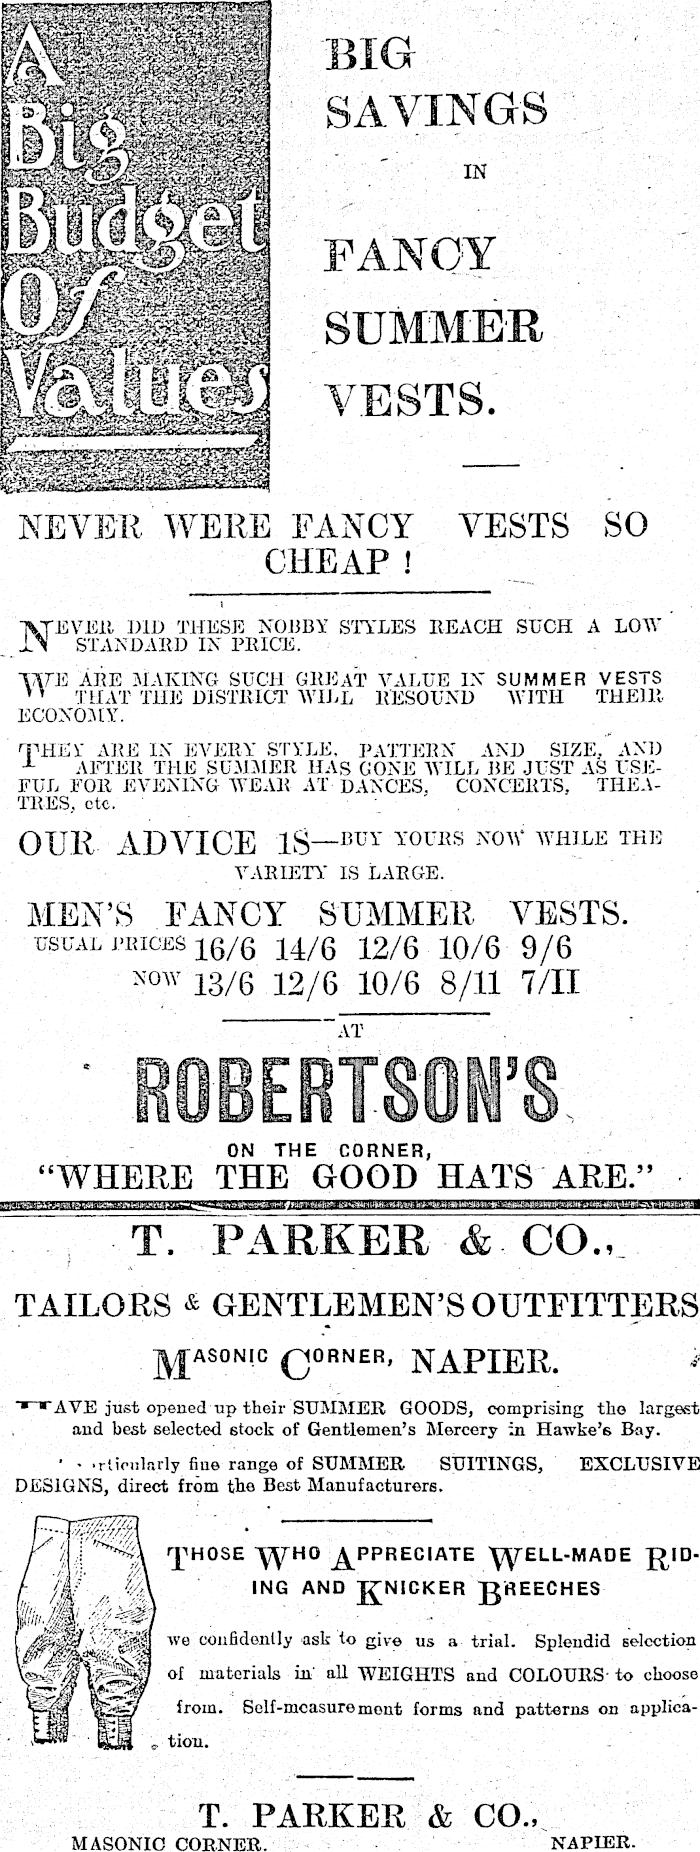 A
Big
Budget
Of
Values
BIG
SAVINGS
IN
FANCY
SUMMER
VESTS.
NEVER WERE FANCY VESTS SO
CHEAP!
NEVER DID THESE NOBBY STYLES REACH SUCH A LOW
STANDARD IN PRICE.
WE ARE MAKING SUCH GREAT VALUE IN SUMMER VESTS
THAT THE DISTRICT WILL RESOUND WITH THEIR
ECONOMY.
THEY ARE IN EVERY STYLE, PATTERN AND SIZE, AND
AFTER THE SUMMER HAS GONE WILL BE JUST AS USE-
FUL FOR EVENING WEAR AT DANCES, CONCERTS, THEA-
TRES, etc.
OUR ADVICE IS—BUY YOURS NOW WHILE THE
VARIETY IS LARGE.
MEN'S FANCY SUMMER VESTS.
USUAL PRICES 16/6 14/6 12/6 10/6 9/6
NOW 13/6 12/6 10/6 8/11 7/II
AT
ROBERTSON'S
ON THE CORNER,
"WHERE THE GOOD HATS ARE."
T. PARKER & CO.,
TAILORS & GENTLEMEN'S OUTFITTERS
MASONIC CORNER, NAPIER.
HAVE just opened up their SUMMER GOODS, comprising the largest
and best selected stock of Gentlemen's Mercery in Hawke's Bay.
fine range of SUMMER SUITINGS, EXCLUSIVE
DESIGNS, direct from the Best Manufacturers.
THOSE WHO APPRECIATE WELL-MADE RID-
ING AND KNICKER BREECHES
we confidently ask to give us a trial. Splendid selection
of materials in all WEIGHTS and COLOURS to choose
from. Self-measurement forms and patterns on applica-
tion.
T. PARKER & CO.,
MASONIC CORNER. NAPIER.